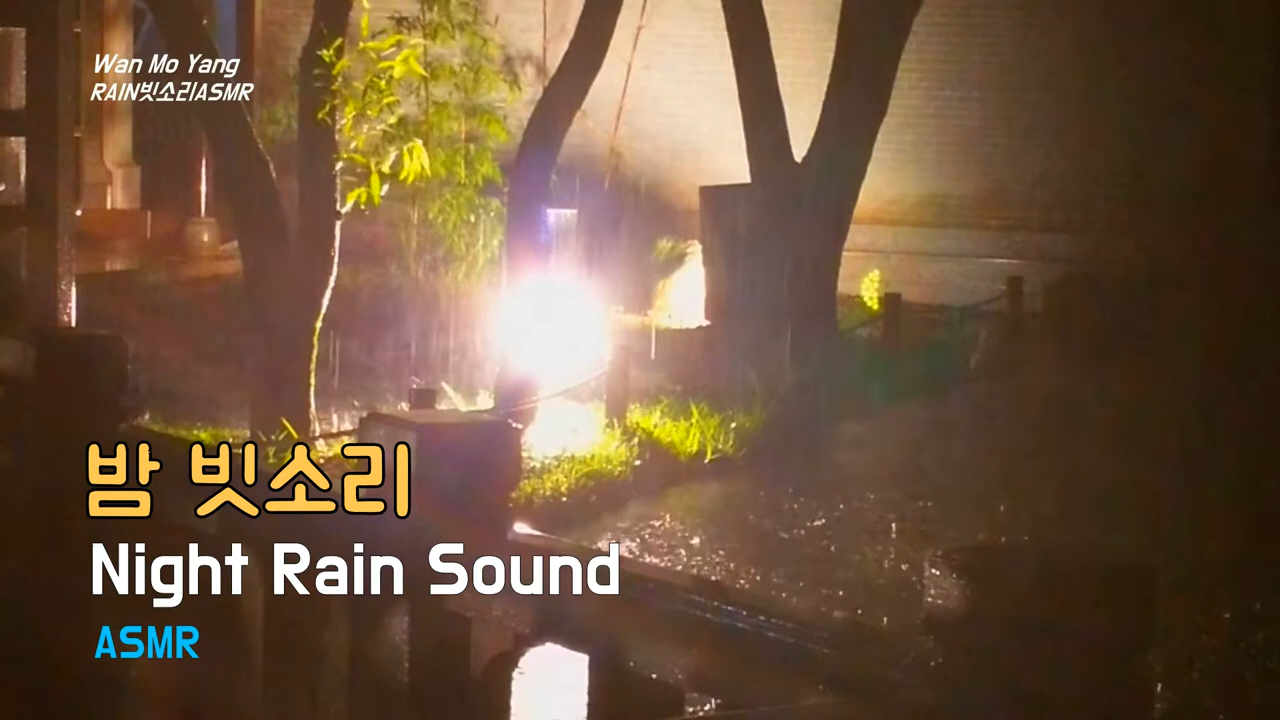 Wan Mo Yang
RAIN빗소리ASMR
밤 빗소리
Night Rain Sound
ASMR